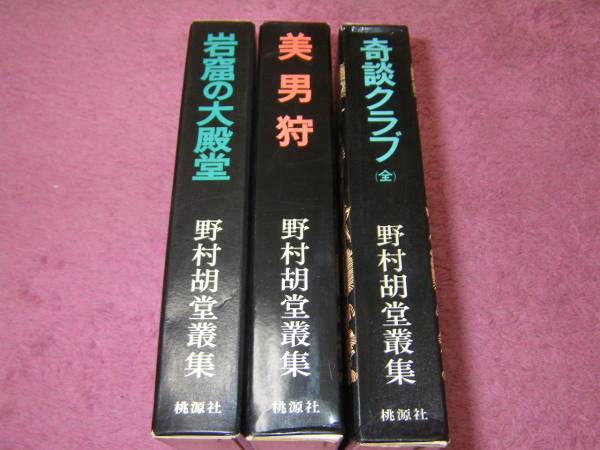 岩窟の大殿堂
野村胡堂叢集
桃源社
美男狩
野村胡堂叢集
桃源社
奇談クラブ
(全)
野村胡堂叢集
桃源社